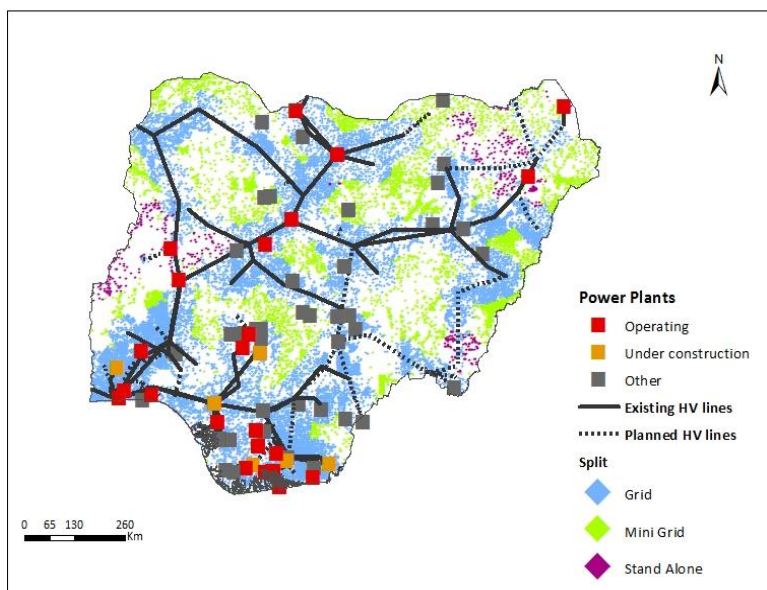 N
Power Plants
Operating
Under construction
Other
Existing HV lines
Planned HV lines
Split
Grid
Mini Grid
Stand Alone
0 65 130 260
Km